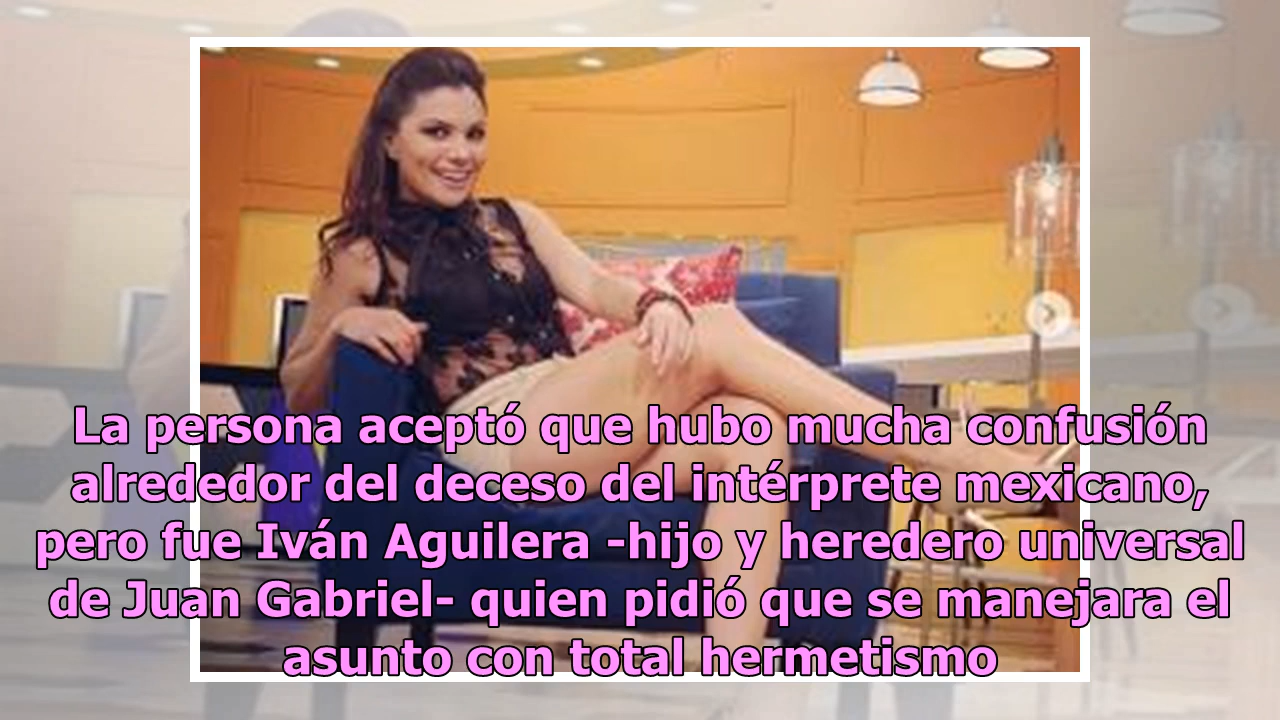 La persona aceptó que hubo mucha confusión
alrededor del deceso del intérprete mexicano,
pero fue Iván Aguilera -hijo y heredero universal
de Juan Gabriel- quien pidió que se manejara el
asunto con total hermetismo